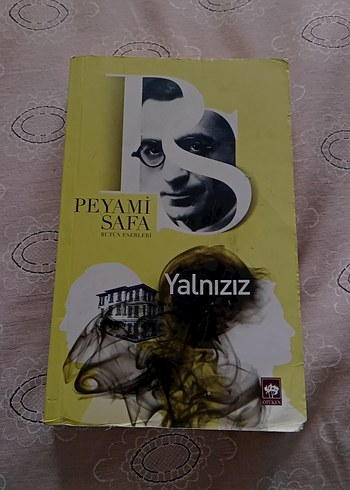 PS
PEYAMİ
SAFA
BÜTÜN ESERLERİ
Yalnızız
ÖTÜKEN